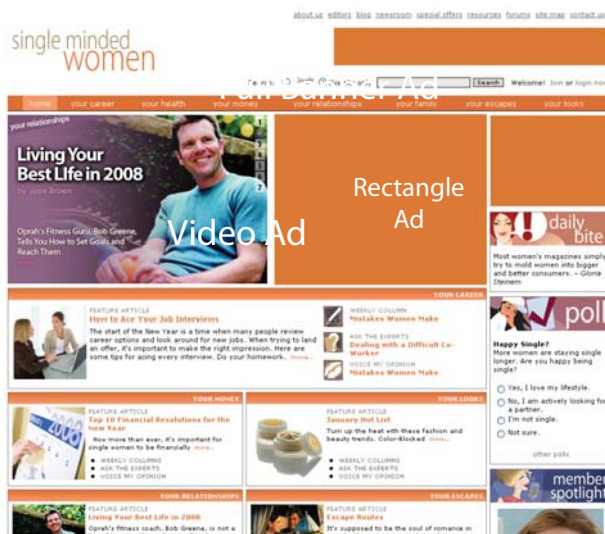 about us editors blog newsroom special offers resources forums site map contact us
single minded
women
Search Welcome! Join or login now
Full Banner Ad
home your career your health your money your relationships your family your escapes your looks
your relationships
1
2
3
4
5
6
7
Living Your
Best LIfe in 2008
by Josie Brown
Oprah's Fitness Guru, Bob Greene,
Tells You How to Set Goals and
Reach Them
Video Ad
Rectangle
Ad
daily
bite
Most women's magazines simply
try to mold women into bigger
and better consumers. - Gloria
Steinem
YOUR CAREER
FEATURE ARTICLE
How to Ace Your Job Interviews
The start of the New Year is a time when many people review
career options and look around for new jobs. When trying to land
an offer, it's important to make the right impression. Here are
some tips for acing every interview. Do your homework. more...
WEEKLY COLUMN
Mistakes Women Make
ASK THE EXPERTS
Dealing with a Difficult Co-
Worker
VOICE MY OPINION
Mistakes Women Make
poll
Happy Single?
More women are staying single
longer. Are you happy being
single?
Yes, I love my lifestyle.
No, I am actively looking for
a partner.
I'm not single.
Not sure.
other polls
YOUR MONEY
FEATURE ARTICLE
Top 10 Financial Resolutions for the
New Year
Now more than ever, it's important for
single women to be financially more...
WEEKLY COLUMNS
ASK THE EXPERTS
VOICE MY OPINION
YOUR LOOKS
FEATURE ARTICLE
January Hot List
Turn up the heat with these fashion and
beauty trends. Color-Blocked more...
WEEKLY COLUMNS
ASK THE EXPERTS
VOICE MY OPINION
member
spotlight
YOUR RELATIONSHIPS
FEATURE ARTICLE
Living Your Best Life in 2008
Oprah's fitness coach, Bob Greene, is not a
YOUR ESCAPES
FEATURE ARTICLE
Escape Routes
It's supposed to be the soul of romance in